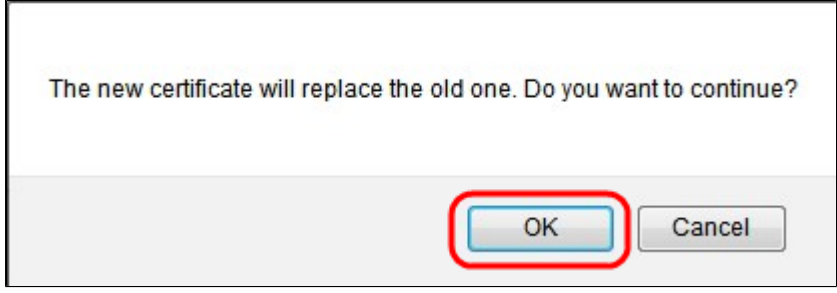 The new certificate will replace the old one. Do you want to continue?
OK Cancel